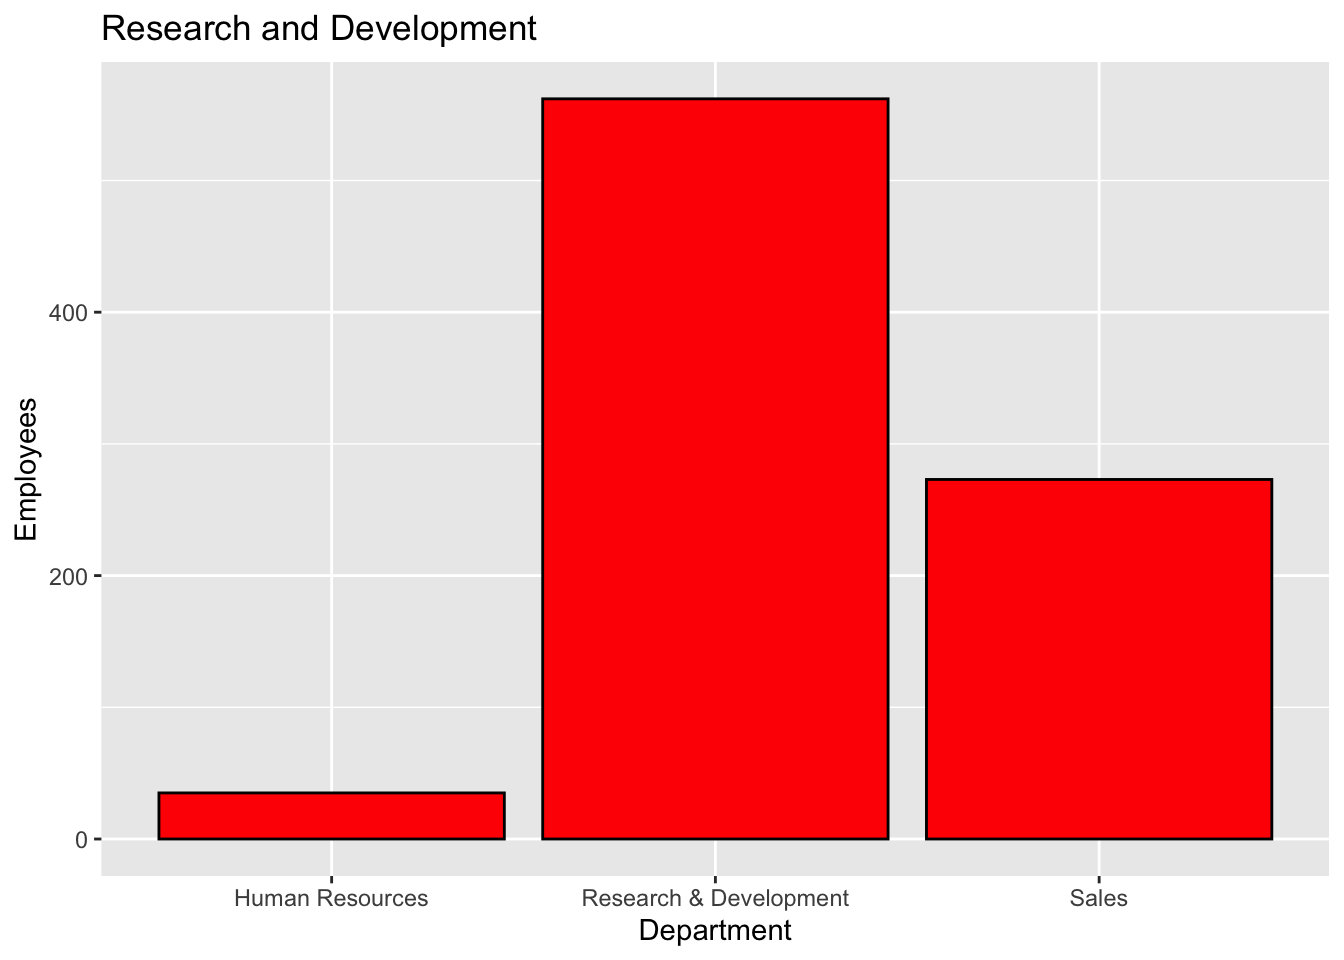 Research and Development
Employees
400
200
0
Human Resources
Research & Development
Sales
Department